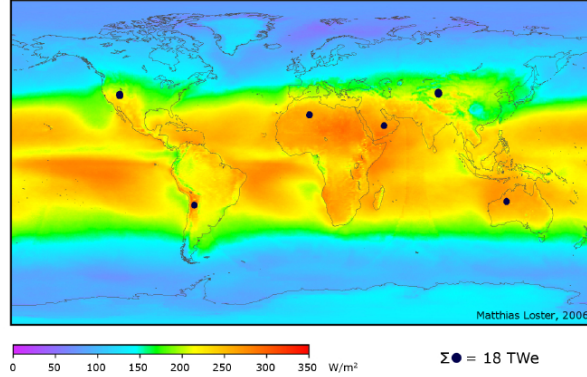 Matthias Loster, 2006
0 50 100 150 200 250 300 350 W/m²
Σ● = 18 TWe